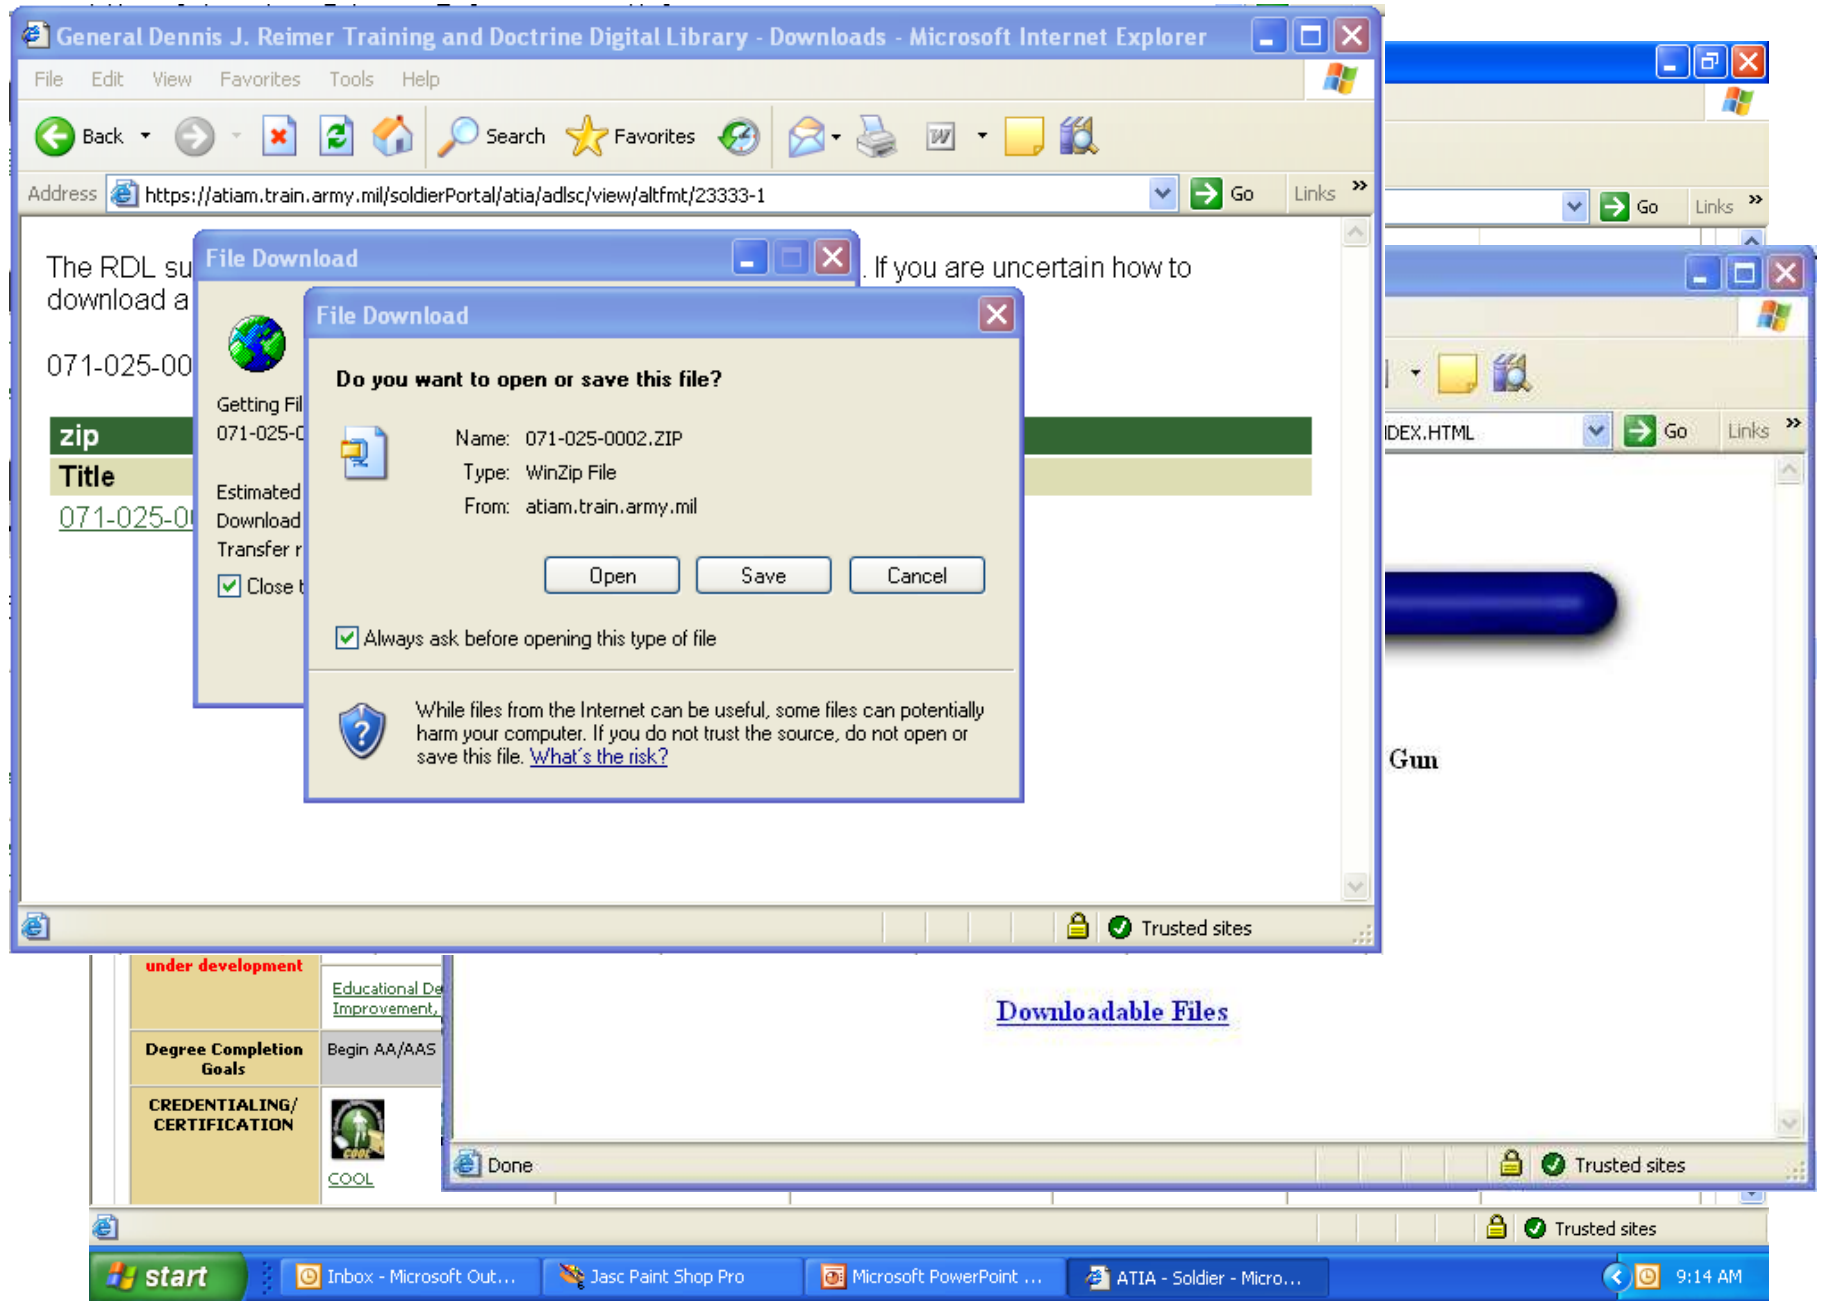 General Dennis J. Reimer Training and Doctrine Digital Library - Downloads - Microsoft Internet Explorer
File Edit View Favorites Tools Help
Back Search Favorites
Address https://atiam.train.army.mil/soldierPortal/atia/adlsc/view/altfmt/23333-1 Go Links »
Go Links »
The RDL su
. If you are uncertain how to
download a
071-025-00
zip
Title
071-025-0
File Download
Getting Fil
071-025-0
Estimated
Download
Transfer r
Close t
File Download
Do you want to open or save this file?
Name: 071-025-0002.ZIP
Type: WinZip File
From: atiam.train.army.mil
Open Save Cancel
Always ask before opening this type of file
While files from the Internet can be useful, some files can potentially
harm your computer. If you do not trust the source, do not open or
save this file. What's the risk?
Trusted sites
DEX.HTML Go Links »
Gun
Downloadable Files
Done Trusted sites
under development
Educational De
Improvement,
Degree Completion
Goals
Begin AA/AAS
CREDENTIALING/
CERTIFICATION
COOL
COOL
Trusted sites
start Inbox - Microsoft Out... Jasc Paint Shop Pro Microsoft PowerPoint ... ATIA - Soldier - Micro... 9:14 AM